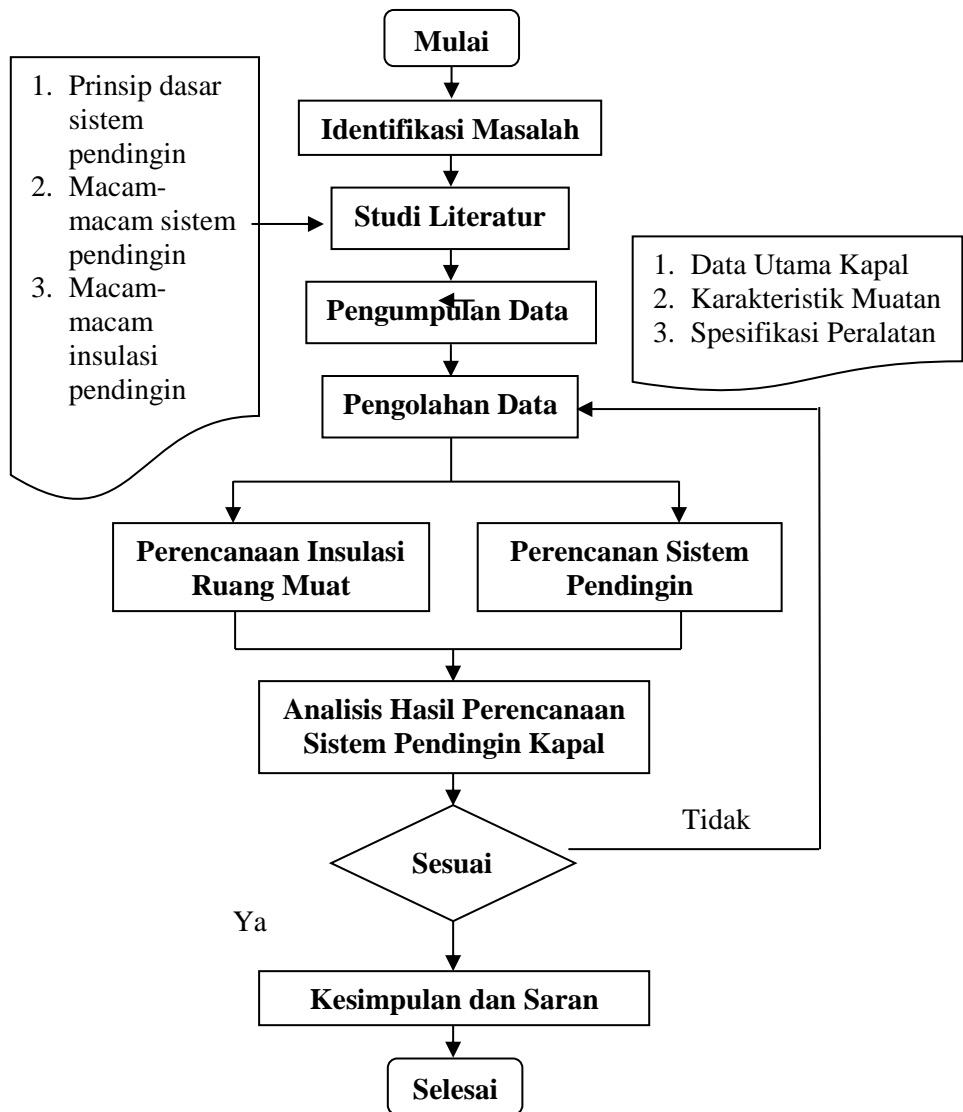 Mulai
1. Prinsip dasar
sistem
pendingin
2. Macam-
macam sistem
pendingin
3. Macam-
macam
insulasi
pendingin
Identifikasi Masalah
Studi Literatur
Pengumpulan Data
1. Data Utama Kapal
2. Karakteristik Muatan
3. Spesifikasi Peralatan
Pengolahan Data
Perencanaan Insulasi
Ruang Muat
Perencanan Sistem
Pendingin
Analisis Hasil Perencanaan
Sistem Pendingin Kapal
Tidak
Sesuai
Ya
Kesimpulan dan Saran
Selesai